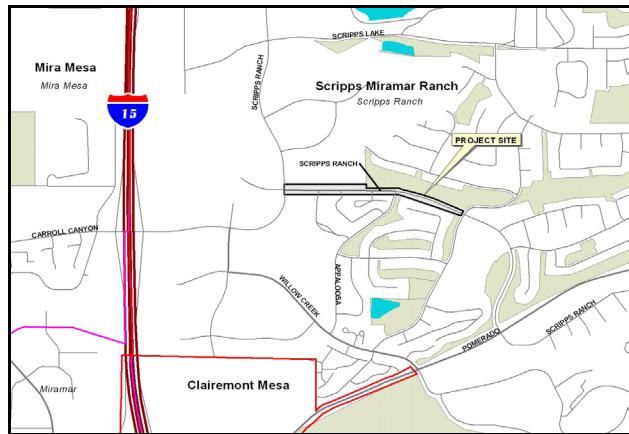 SCRIPPS LAKE
Mira Mesa
Mira Mesa
SCRIPPS RANCH
Scripps Miramar Ranch
Scripps Ranch
15
PROJECT SITE
SCRIPPS RANCH
CARROLL CANYON
WILLOW CREEK
APPALOOSA
SCRIPPS RANCH
POMERADO
Miramar
Clairemont Mesa